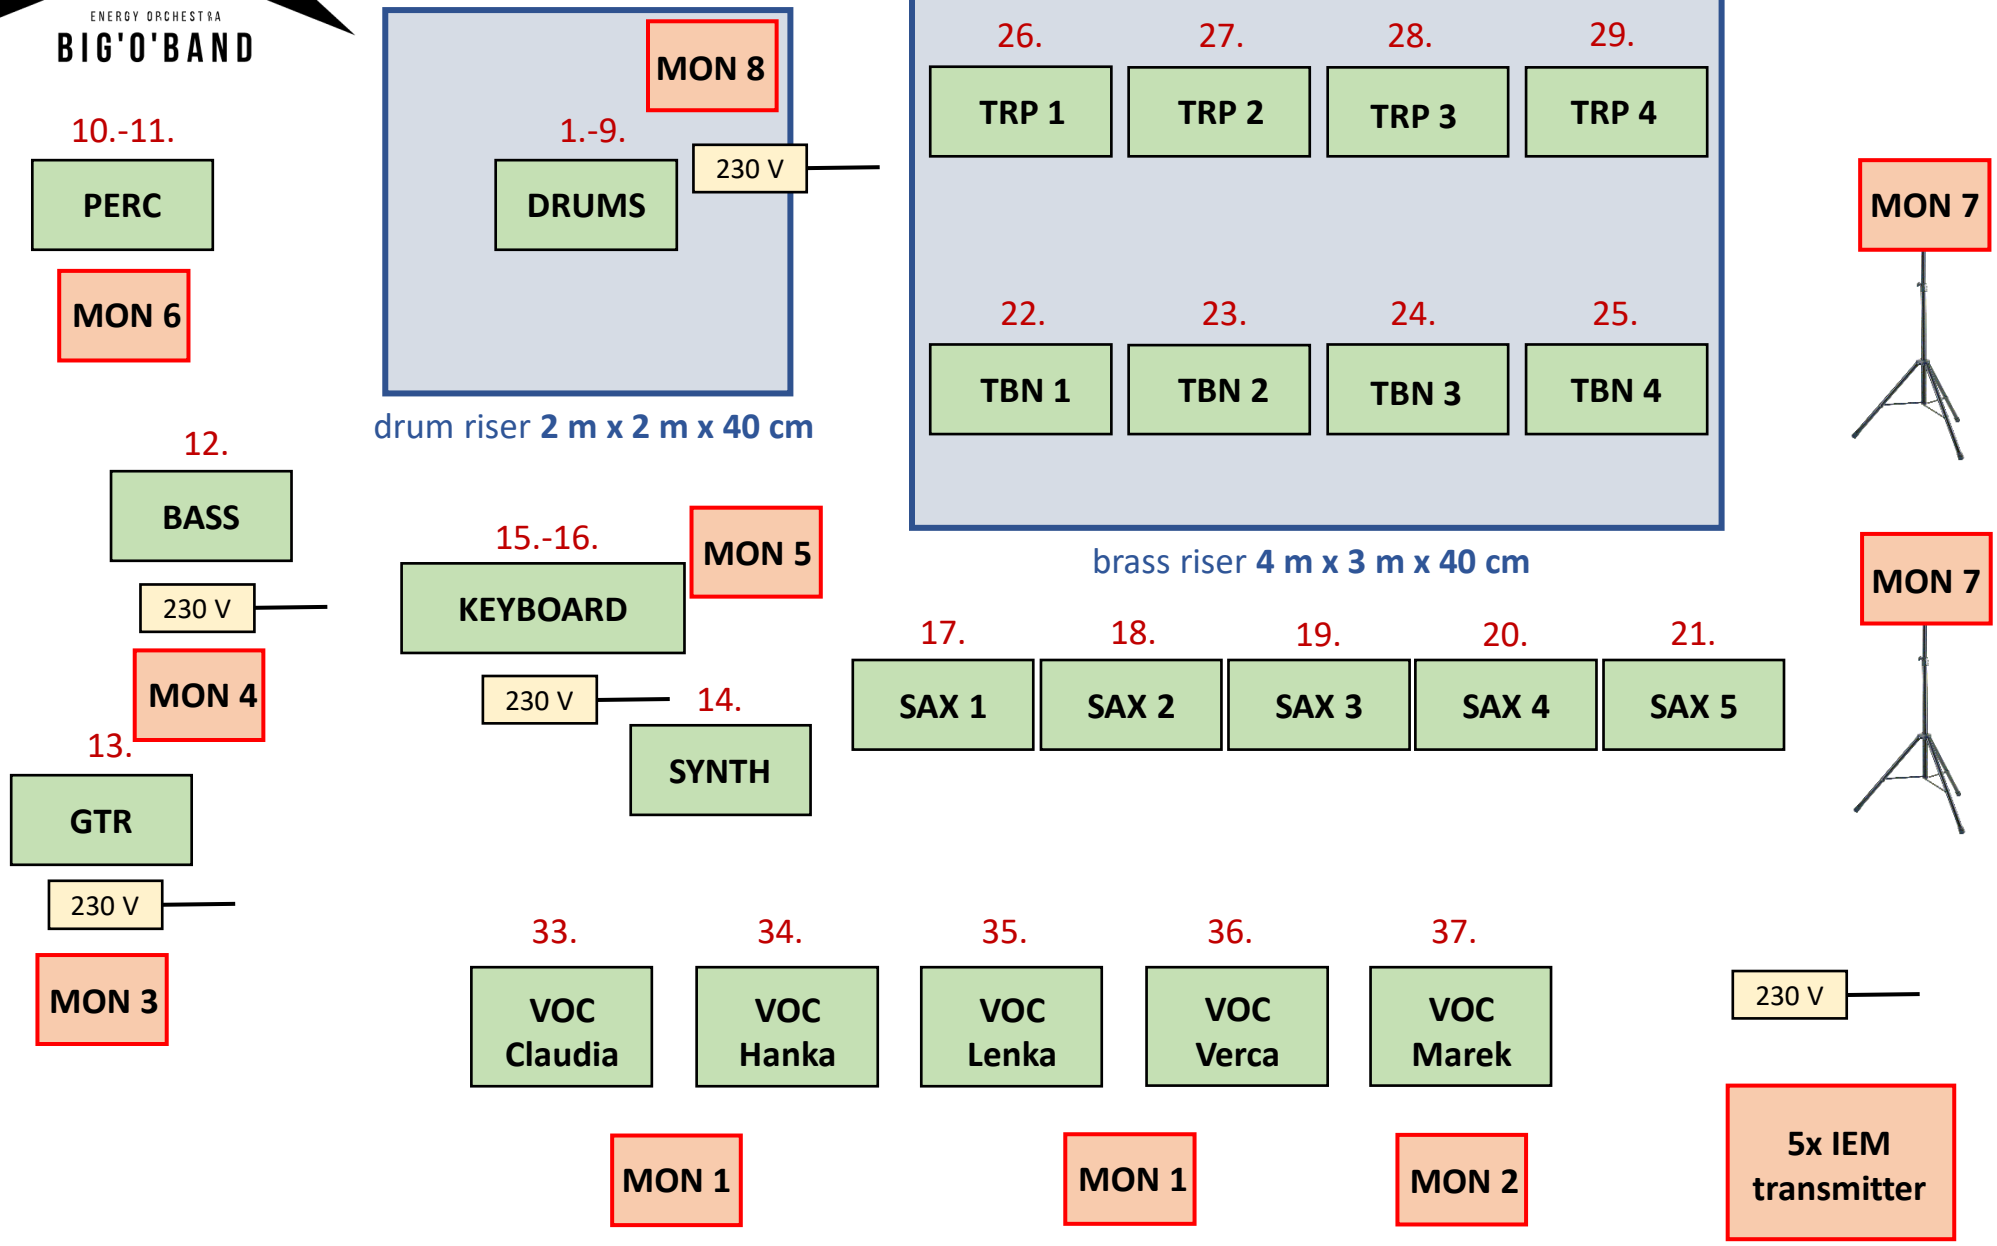 ENERGY ORCHESTRA
BIG'O'BAND
MON 8
26.
27.
28.
29.
TRP 1
TRP 2
TRP 3
TRP 4
10.-11.
1.-9.
230 V
PERC
DRUMS
MON 7
MON 6
22.
23.
24.
25.
TBN 1
TBN 2
TBN 3
TBN 4
drum riser 2 m x 2 m x 40 cm
12.
BASS
15.-16.
MON 5
brass riser 4 m x 3 m x 40 cm
MON 7
230 V
KEYBOARD
17.
18.
19.
20.
21.
MON 4
230 V
14.
SAX 1
SAX 2
SAX 3
SAX 4
SAX 5
13.
SYNTH
GTR
230 V
33.
34.
35.
36.
37.
MON 3
VOC
Claudia
VOC
Hanka
VOC
Lenka
VOC
Verca
VOC
Marek
230 V
MON 1
MON 1
MON 2
5x IEM
transmitter